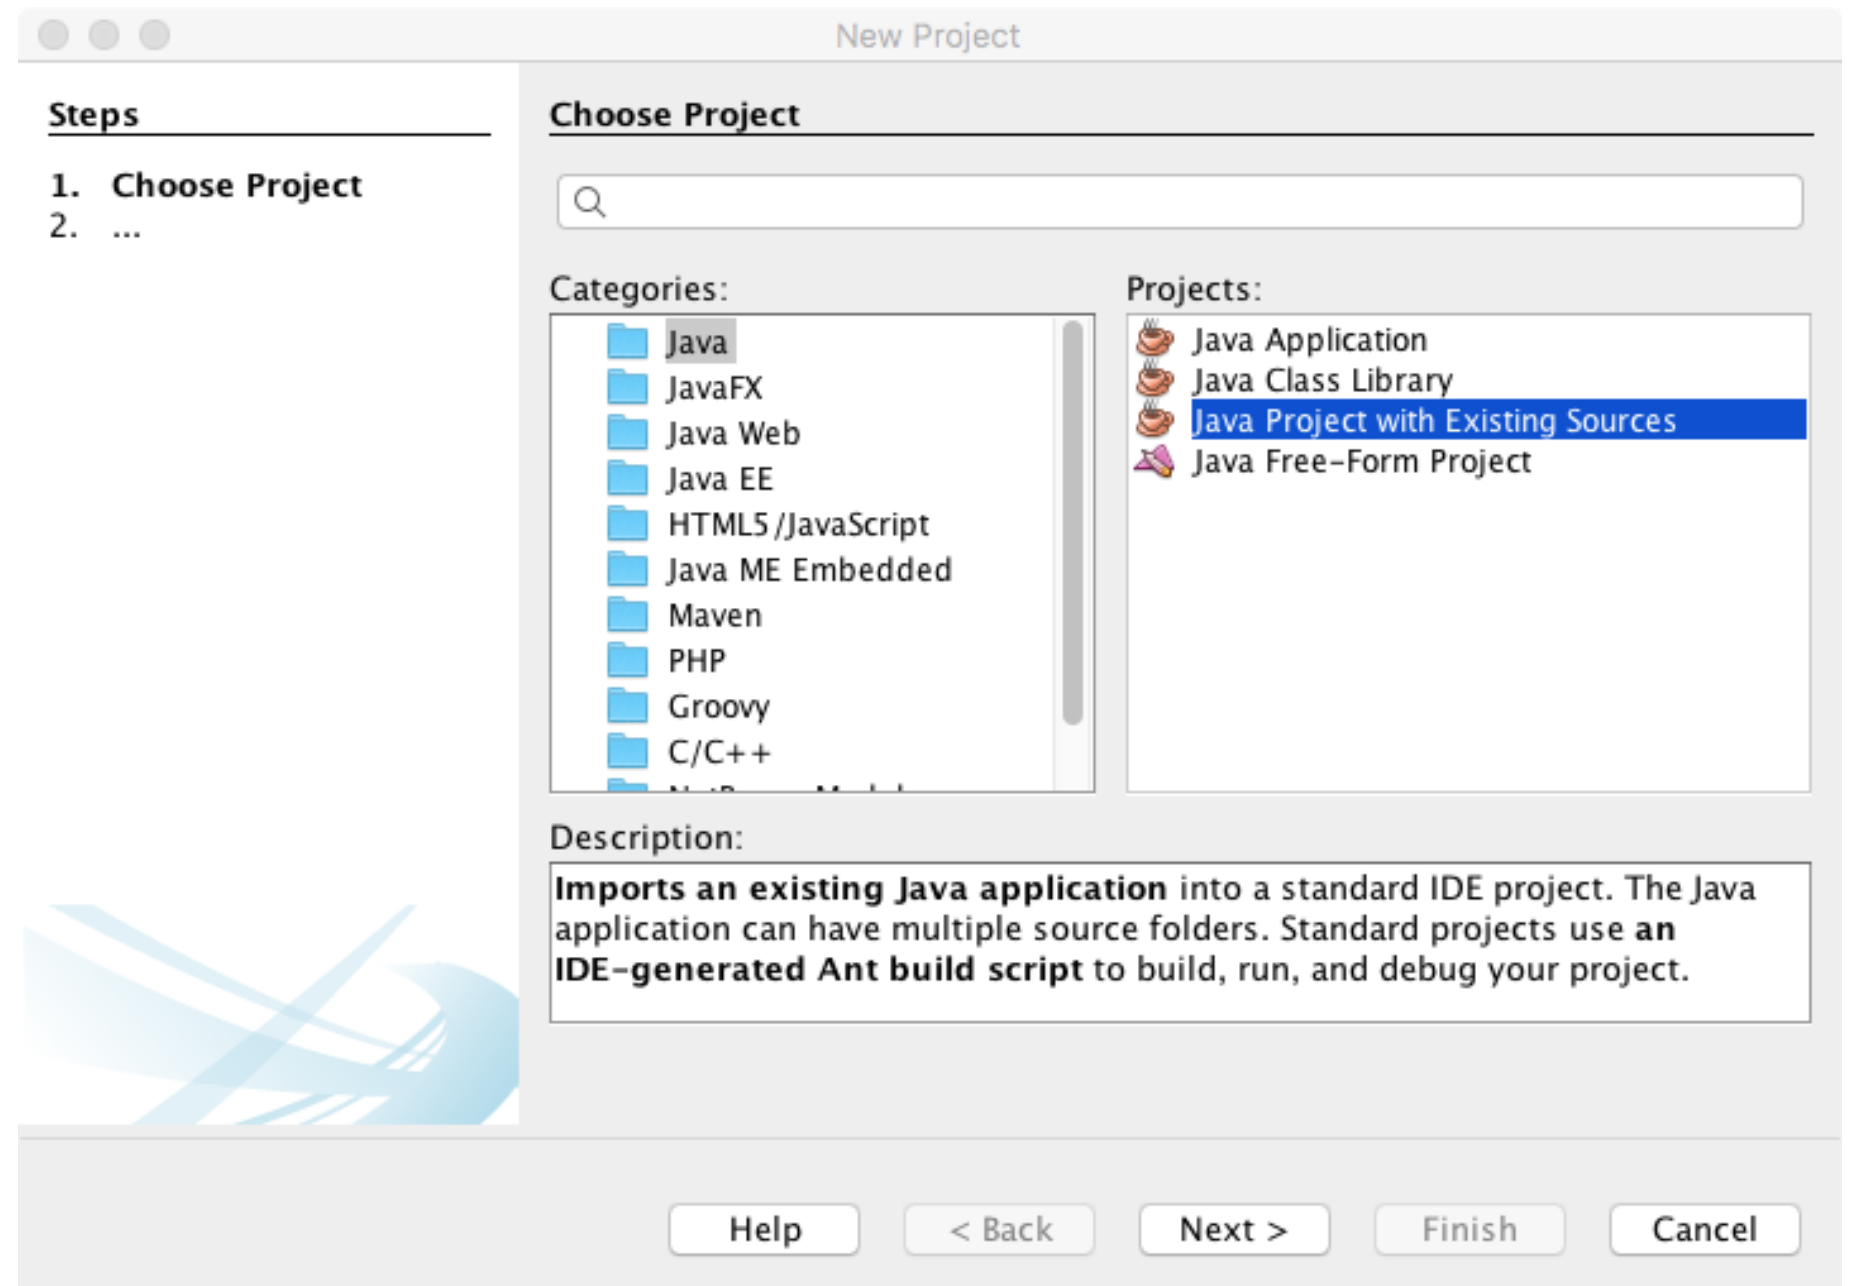 New Project
Steps
1. Choose Project
2. ...
Choose Project
Categories:
Java
JavaFX
Java Web
Java EE
HTML5/JavaScript
Java ME Embedded
Maven
PHP
Groovy
C/C++
Projects:
Java Application
Java Class Library
Java Project with Existing Sources
Java Free-Form Project
Description:
Imports an existing Java application into a standard IDE project. The Java
application can have multiple source folders. Standard projects use an
IDE-generated Ant build script to build, run, and debug your project.
Help
< Back
Next >
Finish
Cancel